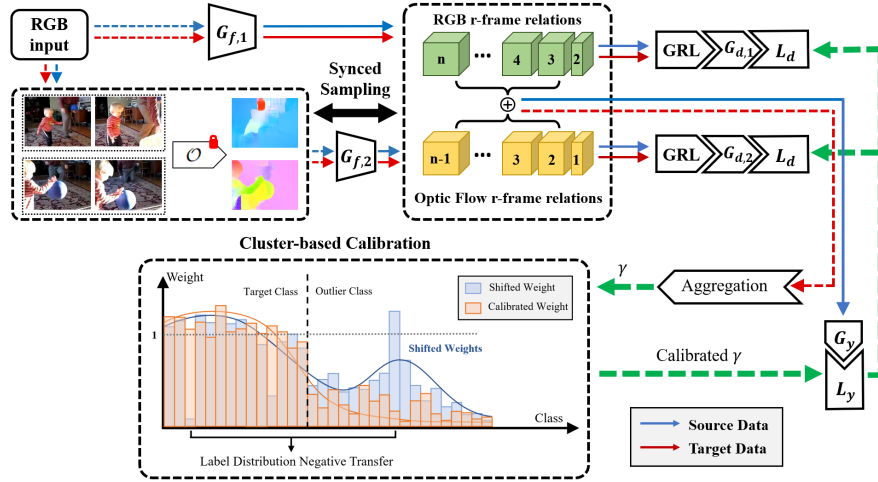 RGB
input
G_{f,1}
RGB r-frame relations
n
...
4
3
2
GRL
G_{d,1}
L_d
Synced
Sampling
𝒪
G_{f,2}
n-1
...
3
2
1
Optic Flow r-frame relations
GRL
G_{d,2}
L_d
Cluster-based Calibration
Weight
Target Class
Outlier Class
Shifted Weight
Calibrated Weight
1
Shifted Weights
Class
Label Distribution Negative Transfer
γ
Aggregation
Calibrated γ
G_y
L_y
Source Data
Target Data